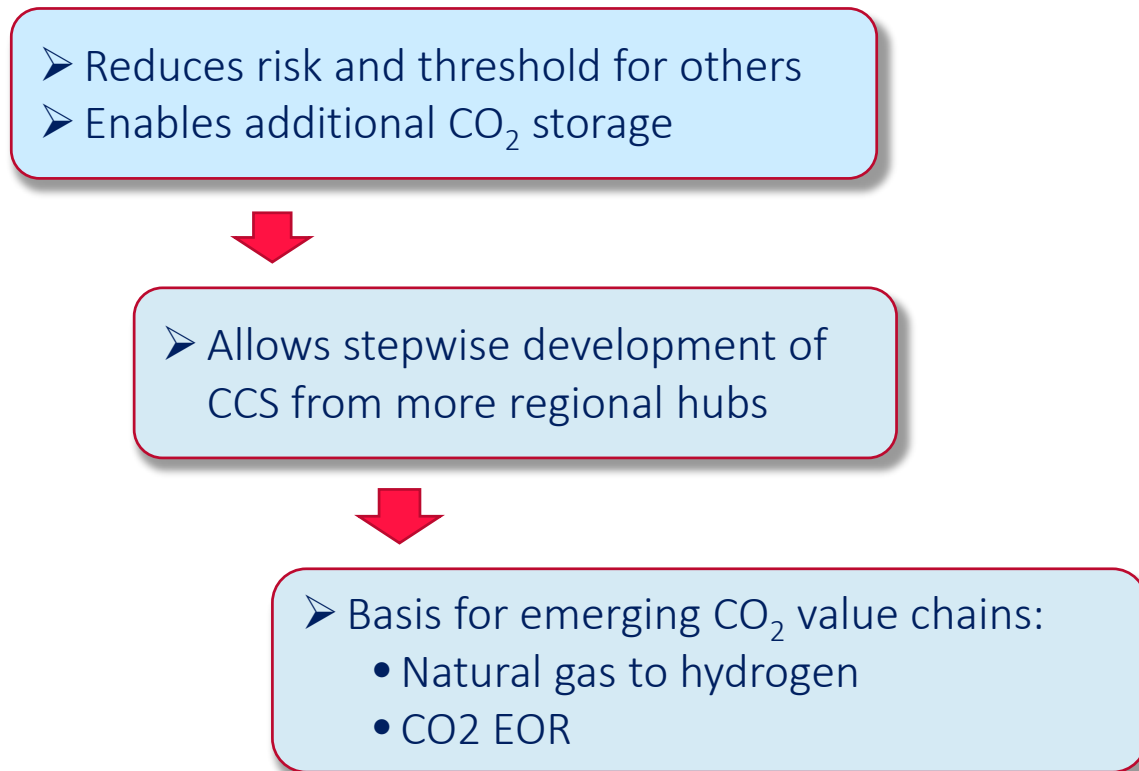 ➢ Reduces risk and threshold for others
➢ Enables additional CO₂ storage
➢ Allows stepwise development of
CCS from more regional hubs
➢ Basis for emerging CO₂ value chains:
• Natural gas to hydrogen
• CO2 EOR